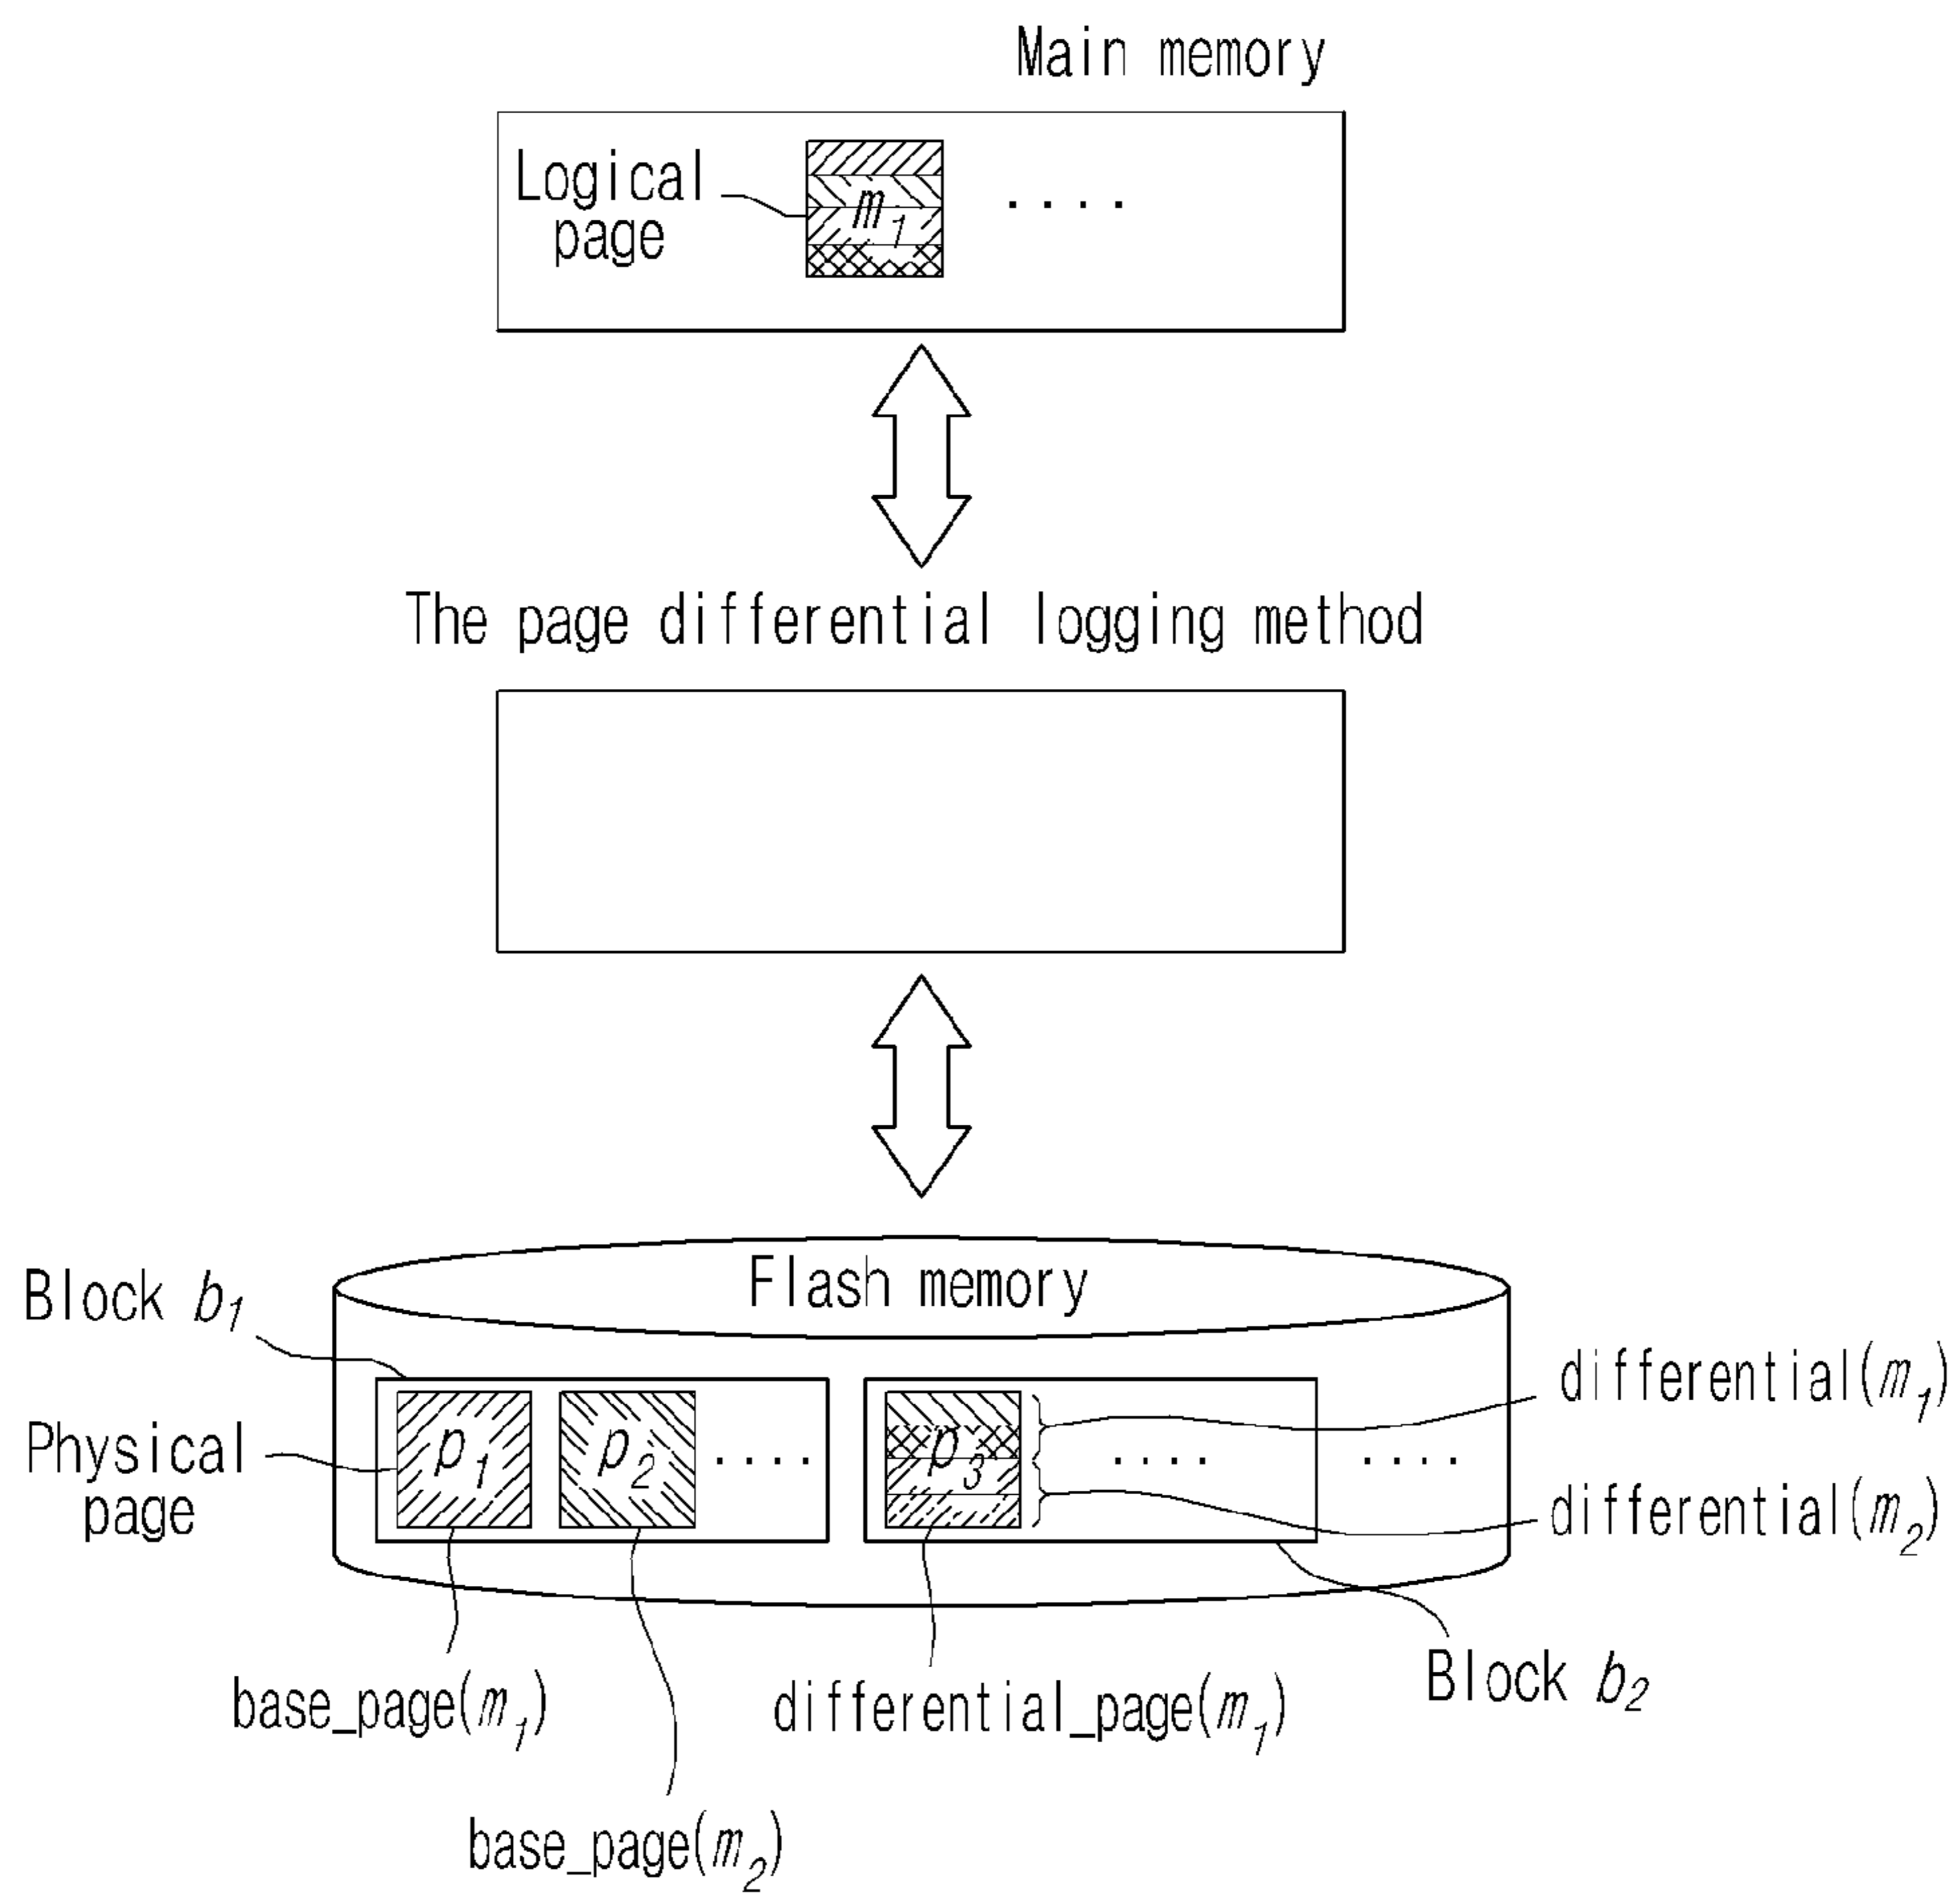 Main memory
Logical
page
m1
....
The page differential logging method
Flash memory
Block b1
Physical
page
p1
p2
....
p3
....
....
differential(m1)
differential(m2)
Block b2
base_page(m1)
differential_page(m1)
base_page(m2)